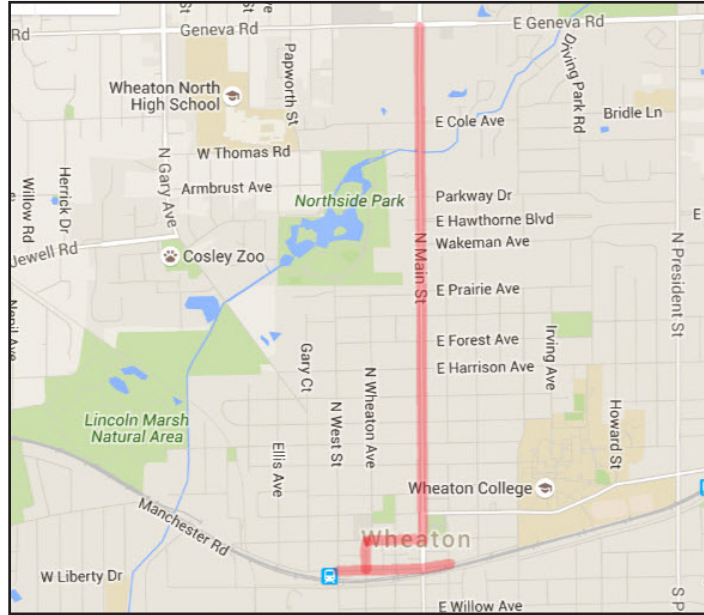 Ave
Rd
Geneva Rd
E Geneva Rd
Papworth St
Driving Park Rd
Wheaton North
High School
E Cole Ave
Bridle Ln
N Gary Ave
W Thomas Rd
Herrick Dr
Willow Rd
Armbrust Ave
Northside Park
Parkway Dr
E Hawthorne Blvd
E
Wakeman Ave
Jewell Rd
Cosley Zoo
N Main St
N President St
E Prairie Ave
E Forest Ave
Irving Ave
Gary Ct
E Harrison Ave
N Wheaton Ave
N West St
Howard St
Lincoln Marsh
Natural Area
Ellis Ave
Wheaton College
Manchester Rd
Wheaton
W Liberty Dr
E Willow Ave
S P